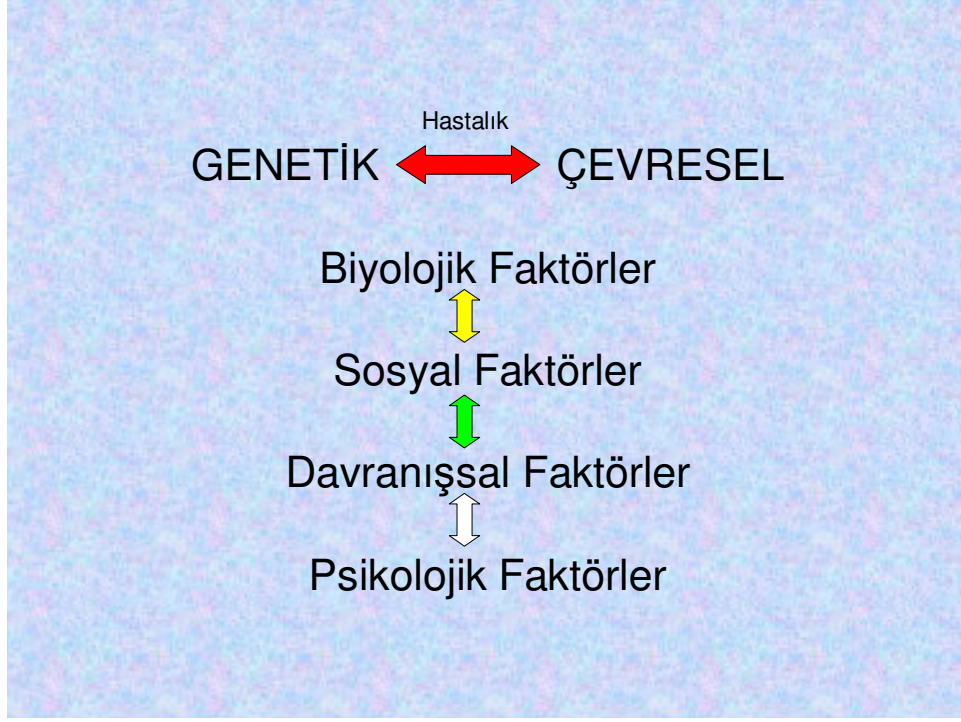 Hastalık
GENETİK ÇEVRESEL
Biyolojik Faktörler
Sosyal Faktörler
Davranışsal Faktörler
Psikolojik Faktörler